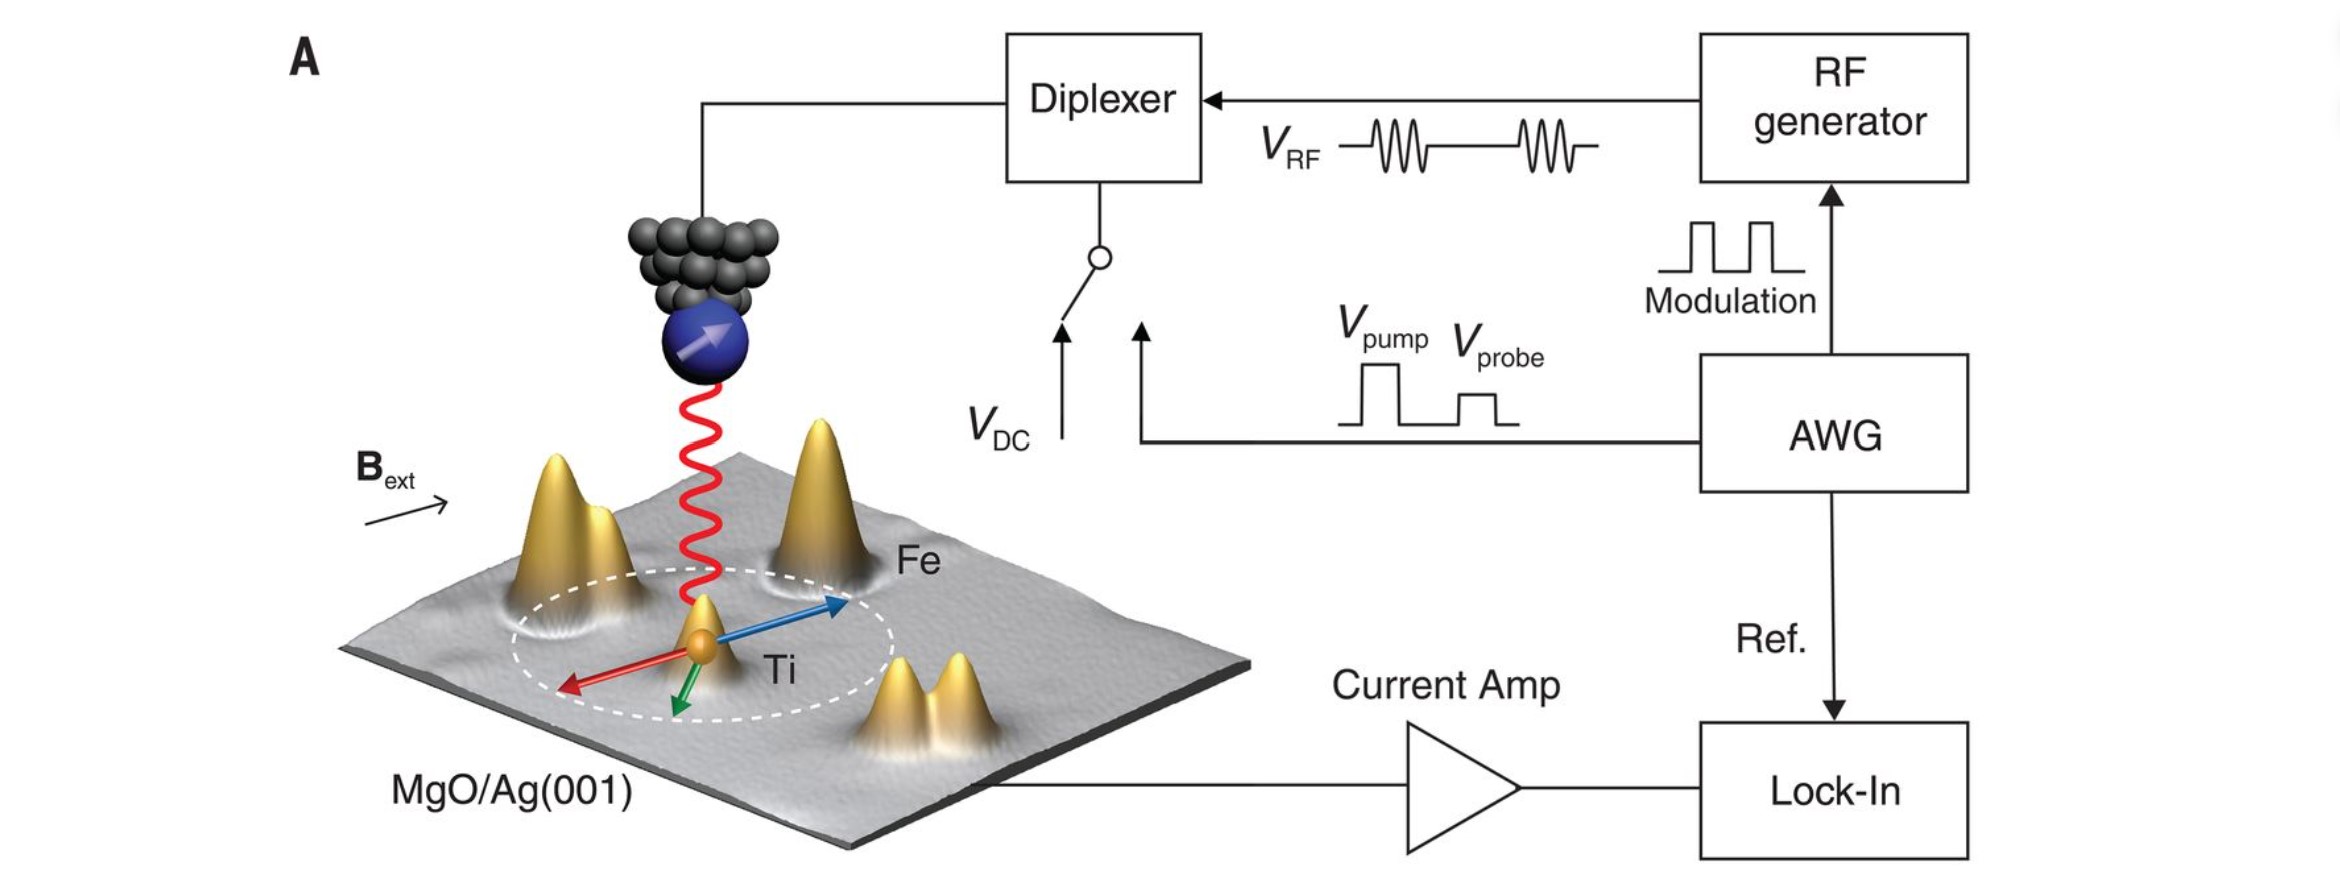 A
Diplexer
RF
generator
V_RF
Modulation
V_pump
V_probe
V_DC
AWG
B_ext
Fe
Ti
Ref.
Current Amp
MgO/Ag(001)
Lock-In